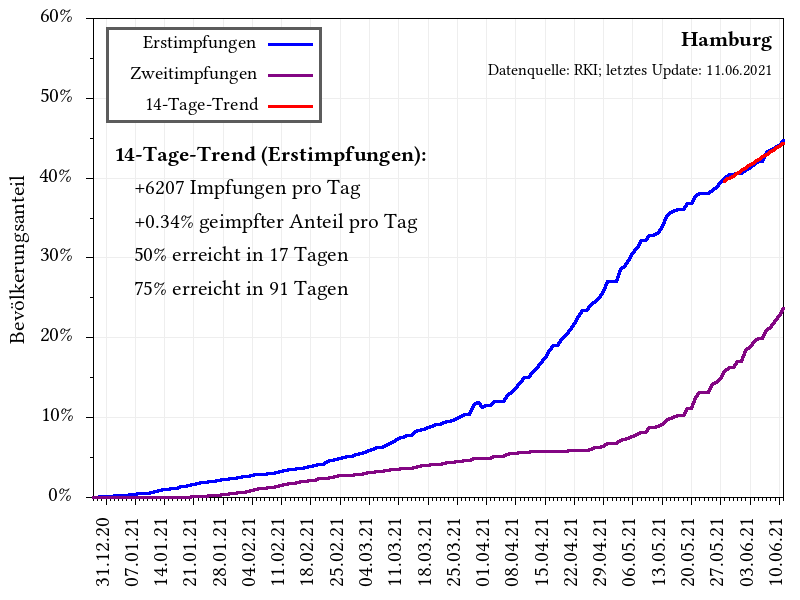 60%
50%
40%
30%
20%
10%
0%
Bevölkerungsanteil
Erstimpfungen
Zweitimpfungen
14-Tage-Trend
Hamburg
Datenquelle: RKI; letztes Update: 11.06.2021
14-Tage-Trend (Erstimpfungen):
+6207 Impfungen pro Tag
+0.34% geimpfter Anteil pro Tag
50% erreicht in 17 Tagen
75% erreicht in 91 Tagen
31.12.20
07.01.21
14.01.21
21.01.21
28.01.21
04.02.21
11.02.21
18.02.21
25.02.21
04.03.21
11.03.21
18.03.21
25.03.21
01.04.21
08.04.21
15.04.21
22.04.21
29.04.21
06.05.21
13.05.21
20.05.21
27.05.21
03.06.21
10.06.21